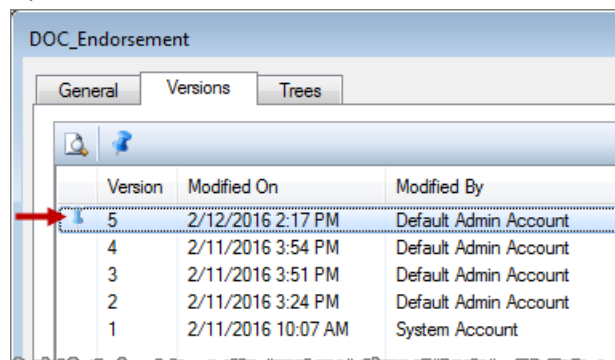 DOC_Endorsement
General Versions Trees
Version Modified On Modified By
5 2/12/2016 2:17 PM Default Admin Account
4 2/11/2016 3:54 PM Default Admin Account
3 2/11/2016 3:51 PM Default Admin Account
2 2/11/2016 3:24 PM Default Admin Account
1 2/11/2016 10:07 AM System Account